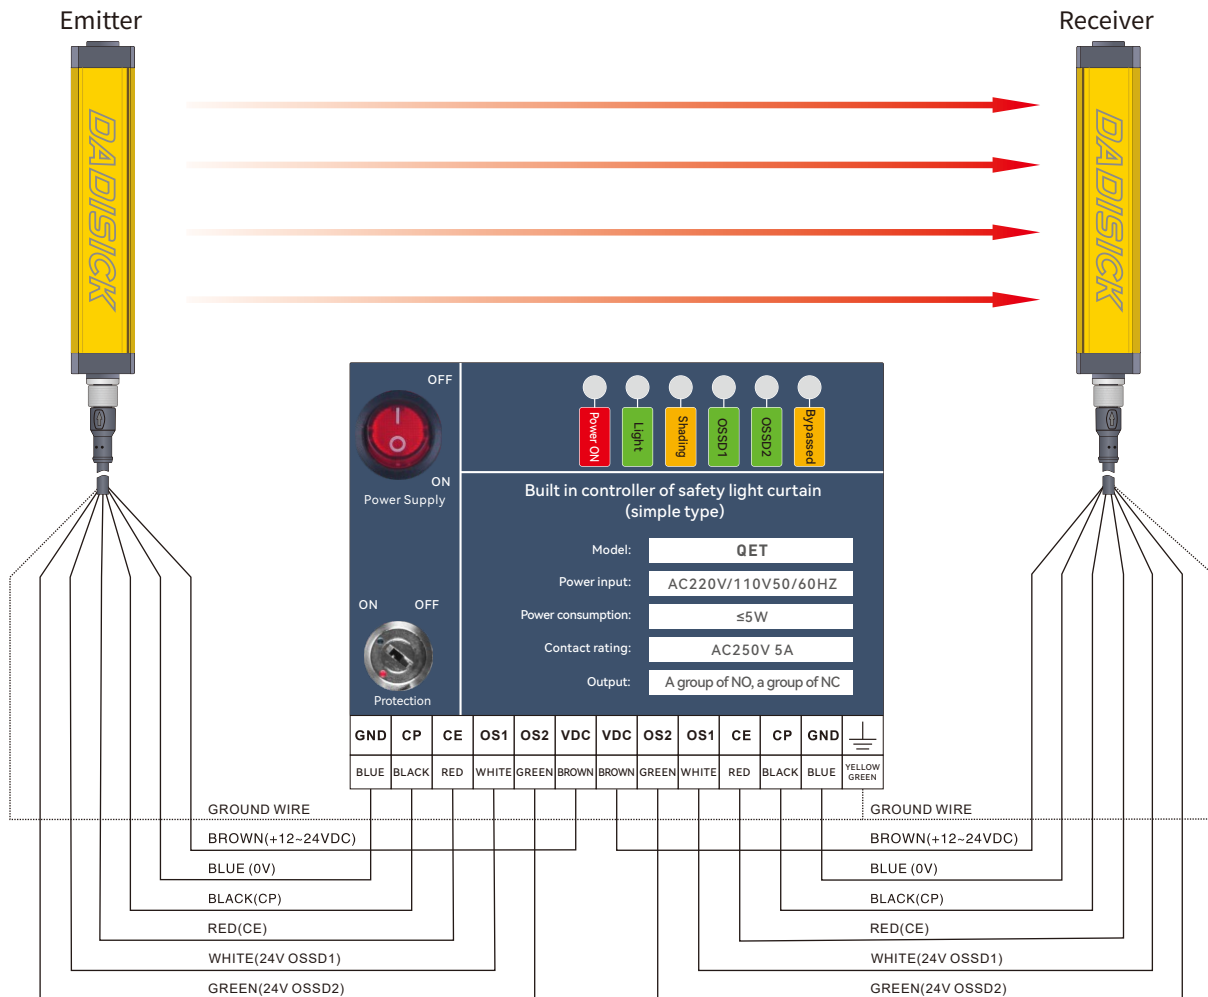 Emitter
Receiver
DADISICK
DADISICK
OFF
ON
Power Supply
Power ON
Light
Shading
OSSD1
OSSD2
Bypassed
Built in controller of safety light curtain
(simple type)
Model: QET
Power input: AC220V/110V50/60HZ
Power consumption: ≤5W
Contact rating: AC250V 5A
Output: A group of NO, a group of NC
ON OFF
Protection
GND CP CE OS1 OS2 VDC VDC OS2 OS1 CE CP GND
BLUE BLACK RED WHITE GREEN BROWN BROWN GREEN WHITE RED BLACK BLUE YELLOW
GREEN
GROUND WIRE
BROWN(+12~24VDC)
BLUE (0V)
BLACK(CP)
RED(CE)
WHITE(24V OSSD1)
GREEN(24V OSSD2)
GROUND WIRE
BROWN(+12~24VDC)
BLUE (0V)
BLACK(CP)
RED(CE)
WHITE(24V OSSD1)
GREEN(24V OSSD2)